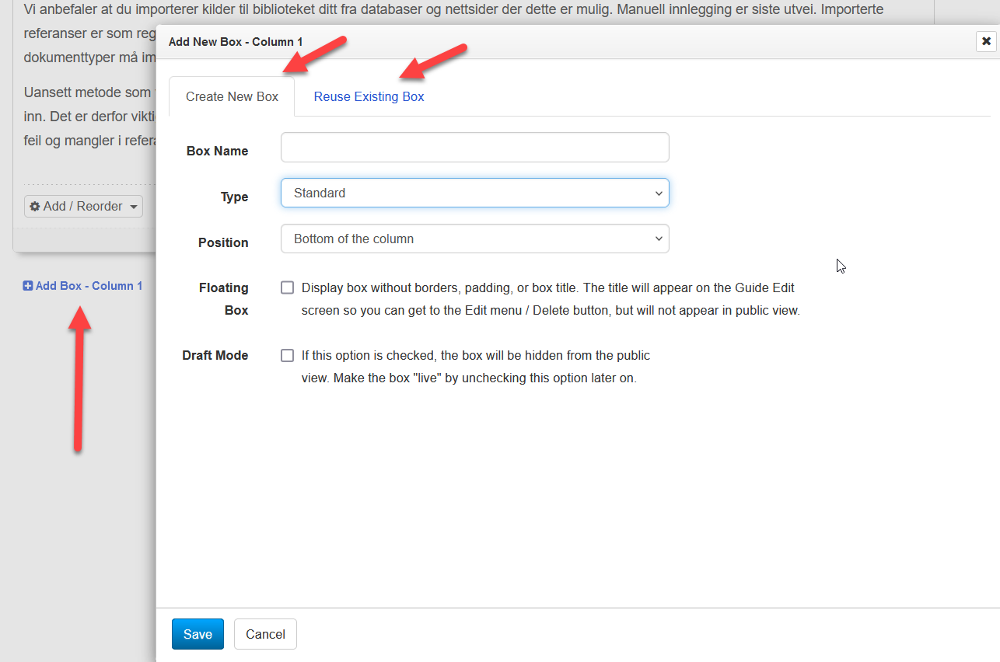 Vi anbefaler at du importerer kilder til biblioteket ditt fra databaser og nettsider der dette er mulig. Manuell innlegging er siste utvei. Importerte
referanser er som reg
dokumenttyper må im
Uansett metode som
inn. Det er derfor vikti
feil og mangler i refera
Add / Reorder
Add Box - Column 1
Add New Box - Column 1
Create New Box
Reuse Existing Box
Box Name
Type
Standard
Position
Bottom of the column
Floating
Box
Display box without borders, padding, or box title. The title will appear on the Guide Edit
screen so you can get to the Edit menu / Delete button, but will not appear in public view.
Draft Mode
If this option is checked, the box will be hidden from the public
view. Make the box "live" by unchecking this option later on.
Save
Cancel